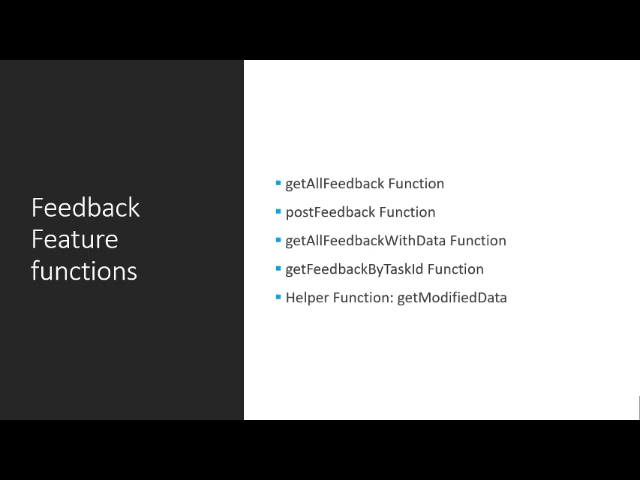 Feedback
Feature
functions
getAllFeedback Function
postFeedback Function
getAllFeedbackWithData Function
getFeedbackByTaskId Function
Helper Function: getModifiedData